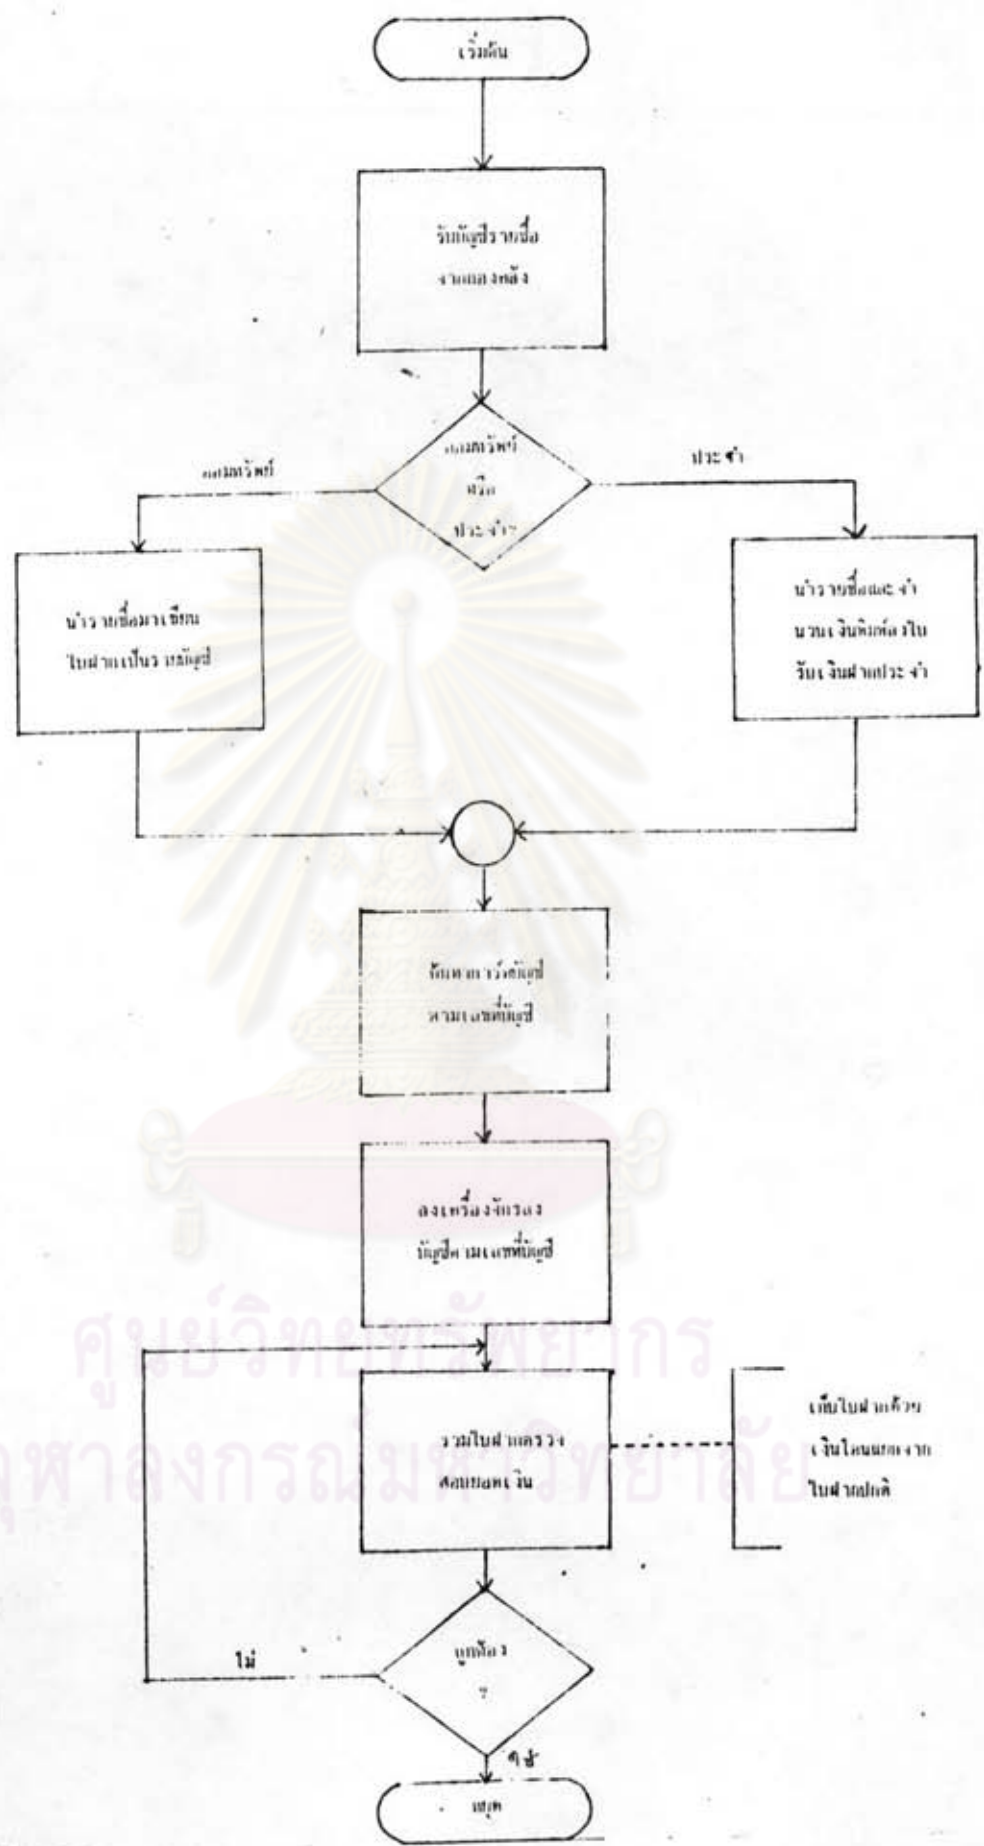 เริ่มต้น
รับบัญชีรายชื่อ
จากกองคลัง
ออมทรัพย์
หรือ
ประจำ?
ออมทรัพย์
ประจำ
นำรายชื่อมาเขียน
ใบฝากเป็นรายบัญชี
นำรายชื่อและจำ
นวนเงินพิมพ์ลงใบ
รับเงินฝากประจำ
ค้นหาการ์ดบัญชี
ตามเลขที่บัญชี
ลงเครื่องจักรลง
บัญชีตามเลขที่บัญชี
รวมใบฝากตรวจ
สอบยอดเงิน
เก็บใบฝากด้วย
เงินโอนแยกจาก
ใบฝากปกติ
ถูกต้อง
?
ไม่
ใช่
หยุด
ศูนย์วิทยทรัพยากร
จุฬาลงกรณ์มหาวิทยาลัย